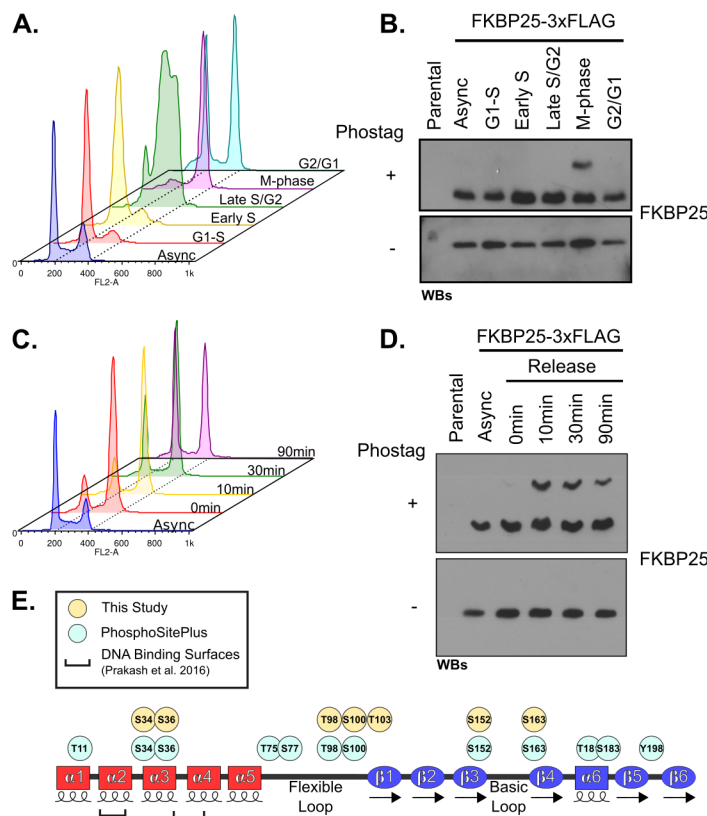 A.
G2/G1
M-phase
Late S/G2
Early S
G1-S
Async
0 200 400 600 800 1k
FL2-A
B.
FKBP25-3xFLAG
Parental
Async
G1-S
Early S
Late S/G2
M-phase
G2/G1
Phostag
+
-
FKBP25
WBs
C.
90min
30min
10min
0min
Async
0 200 400 600 800 1k
FL2-A
D.
FKBP25-3xFLAG
Release
Parental
Async
0min
10min
30min
90min
Phostag
+
-
FKBP25
WBs
E.
This Study
PhosphoSitePlus
DNA Binding Surfaces
(Prakash et al. 2016)
S34 S36 T98 S100 T103 S152 S163
T11 S34 S36 T75 S77 T98 S100 S152 S163 T18 S183 Y198
α1 α2 α3 α4 α5 β1 β2 β3 β4 α6 β5 β6
Flexible Loop
Basic Loop